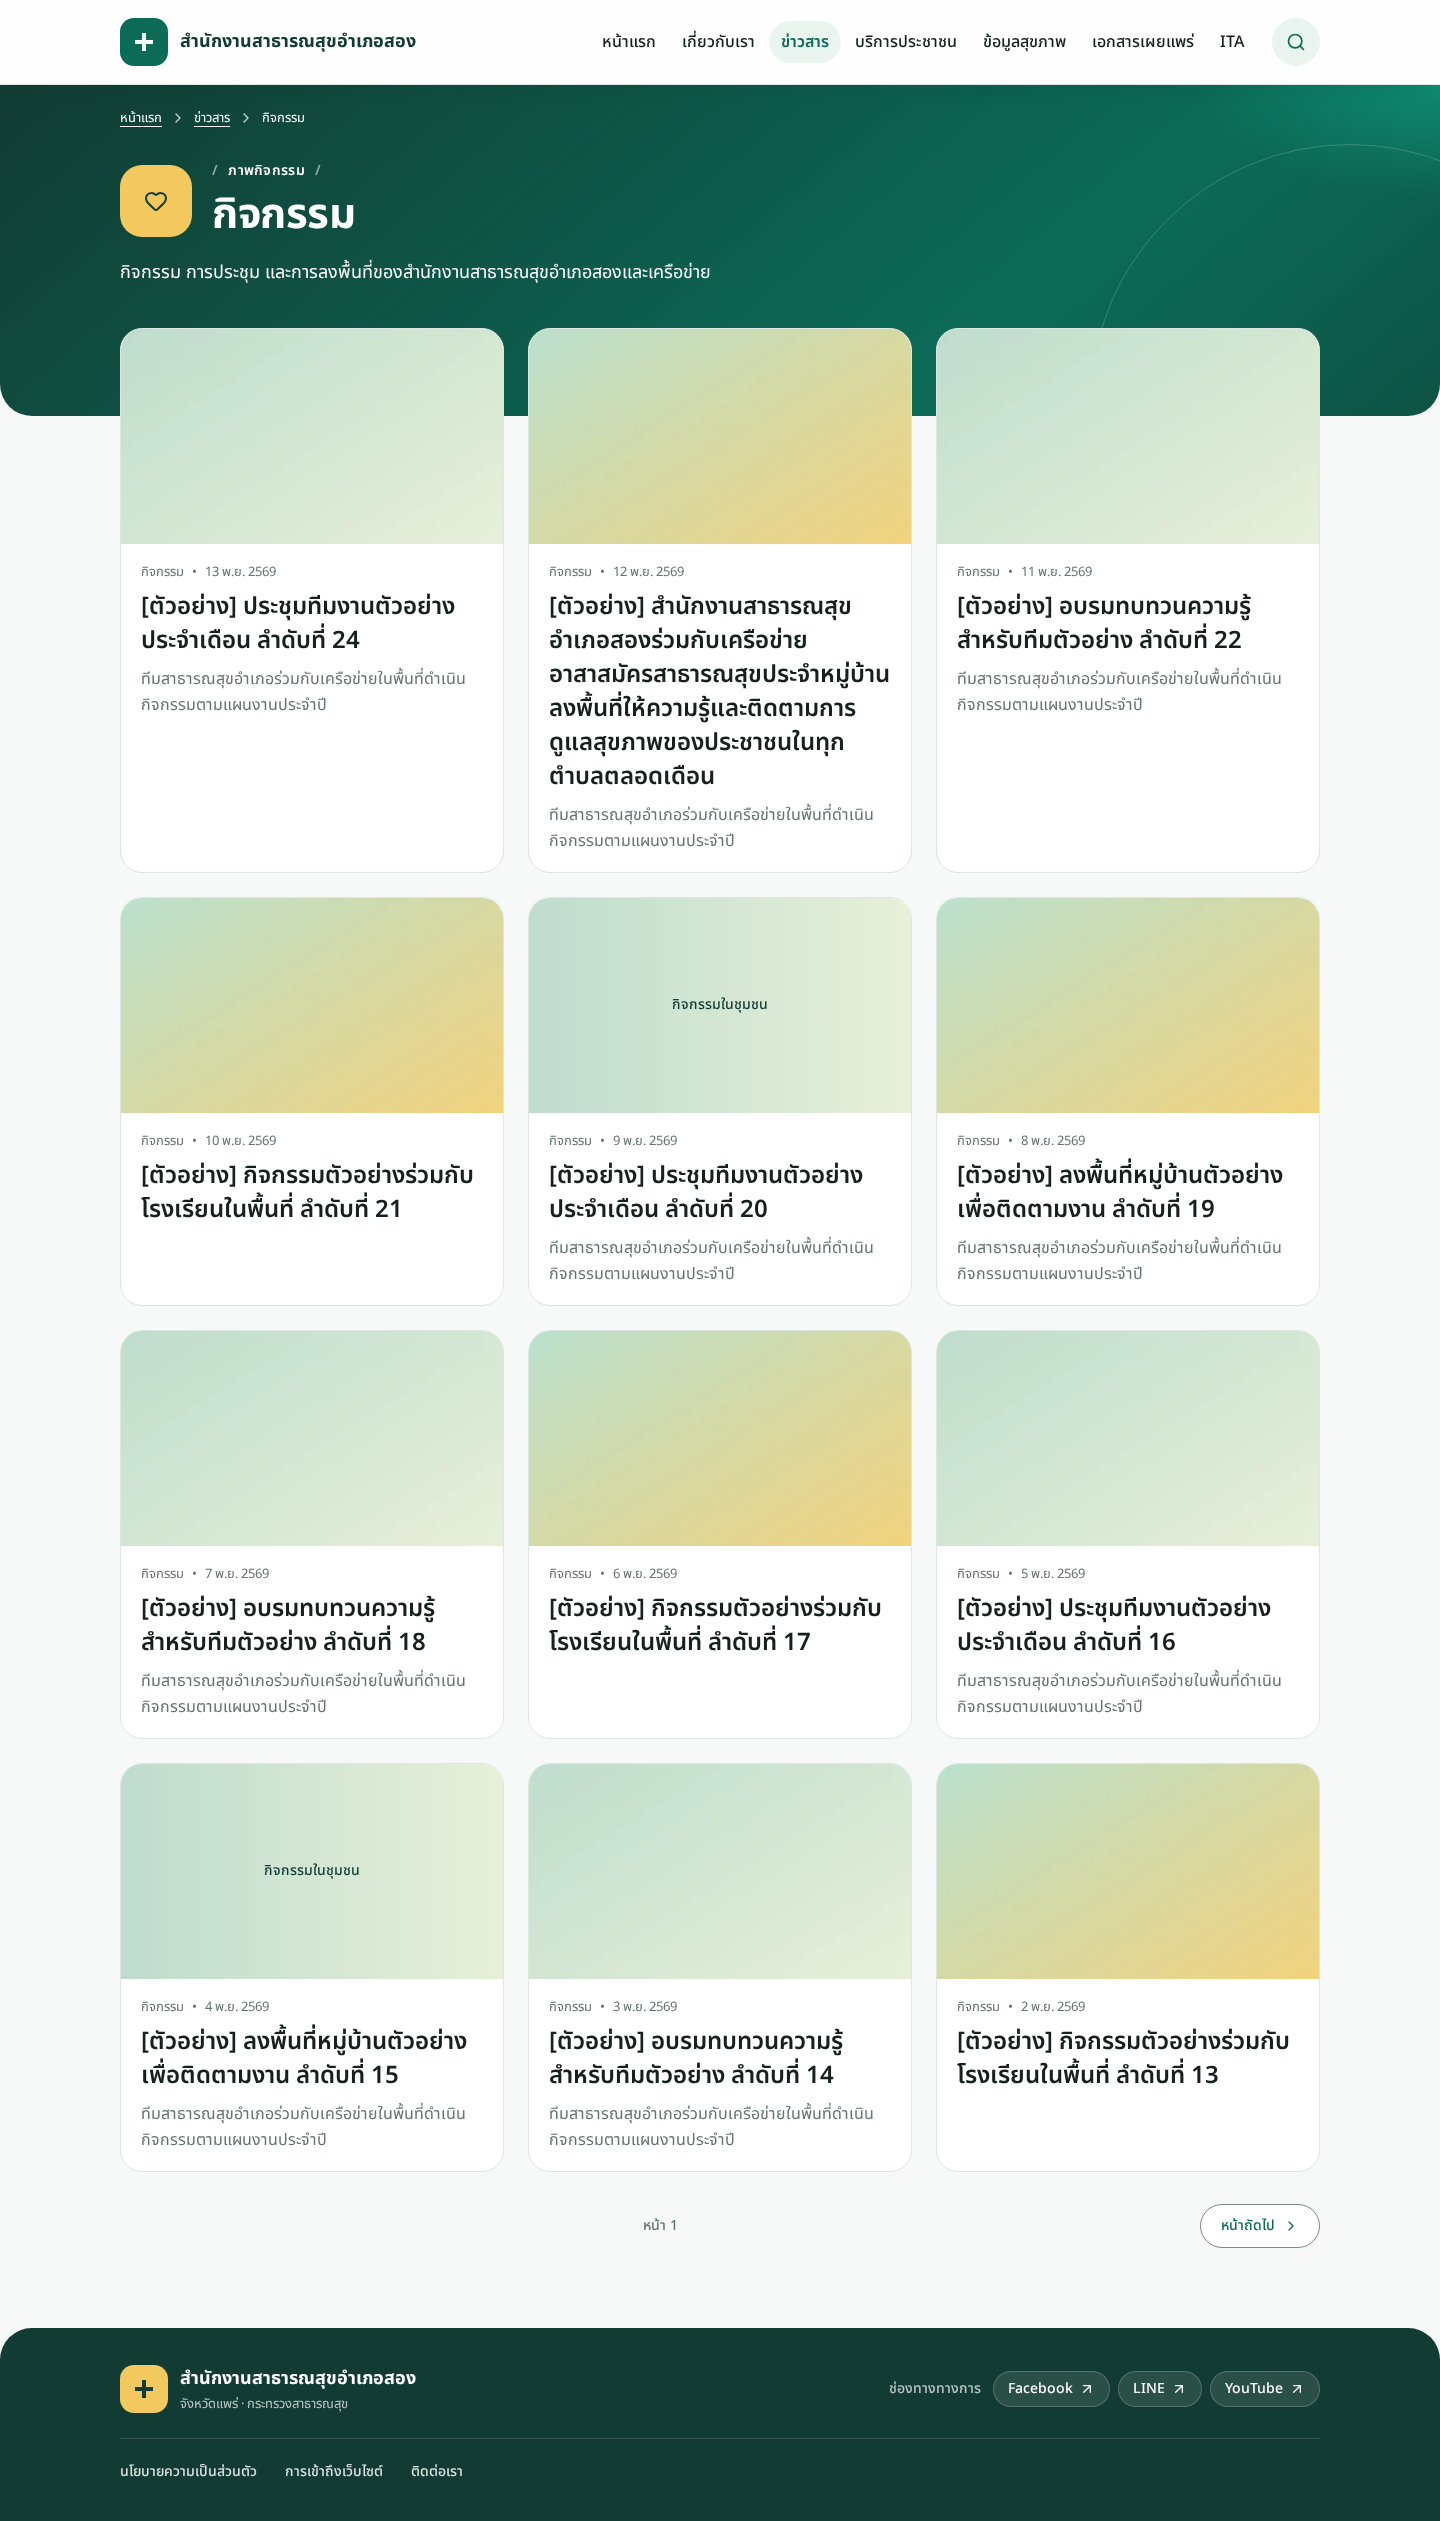 สำนักงานสาธารณสุขอำเภอสอง
หน้าแรก เกี่ยวกับเรา ข่าวสาร บริการประชาชน ข้อมูลสุขภาพ เอกสารเผยแพร่ ITA
หน้าแรก > ข่าวสาร > กิจกรรม
/ ภาพกิจกรรม /
กิจกรรม
กิจกรรม การประชุม และการลงพื้นที่ของสำนักงานสาธารณสุขอำเภอสองและเครือข่าย
กิจกรรม • 13 พ.ย. 2569
[ตัวอย่าง] ประชุมทีมงานตัวอย่าง
ประจำเดือน ลำดับที่ 24
ทีมสาธารณสุขอำเภอร่วมกับเครือข่ายในพื้นที่ดำเนิน
กิจกรรมตามแผนงานประจำปี
กิจกรรม • 12 พ.ย. 2569
[ตัวอย่าง] สำนักงานสาธารณสุข
อำเภอสองร่วมกับเครือข่าย
อาสาสมัครสาธารณสุขประจำหมู่บ้าน
ลงพื้นที่ให้ความรู้และติดตามการ
ดูแลสุขภาพของประชาชนในทุก
ตำบลตลอดเดือน
ทีมสาธารณสุขอำเภอร่วมกับเครือข่ายในพื้นที่ดำเนิน
กิจกรรมตามแผนงานประจำปี
กิจกรรม • 11 พ.ย. 2569
[ตัวอย่าง] อบรมทบทวนความรู้
สำหรับทีมตัวอย่าง ลำดับที่ 22
ทีมสาธารณสุขอำเภอร่วมกับเครือข่ายในพื้นที่ดำเนิน
กิจกรรมตามแผนงานประจำปี
กิจกรรม • 10 พ.ย. 2569
[ตัวอย่าง] กิจกรรมตัวอย่างร่วมกับ
โรงเรียนในพื้นที่ ลำดับที่ 21
กิจกรรมในชุมชน
กิจกรรม • 9 พ.ย. 2569
[ตัวอย่าง] ประชุมทีมงานตัวอย่าง
ประจำเดือน ลำดับที่ 20
ทีมสาธารณสุขอำเภอร่วมกับเครือข่ายในพื้นที่ดำเนิน
กิจกรรมตามแผนงานประจำปี
กิจกรรม • 8 พ.ย. 2569
[ตัวอย่าง] ลงพื้นที่หมู่บ้านตัวอย่าง
เพื่อติดตามงาน ลำดับที่ 19
ทีมสาธารณสุขอำเภอร่วมกับเครือข่ายในพื้นที่ดำเนิน
กิจกรรมตามแผนงานประจำปี
กิจกรรม • 7 พ.ย. 2569
[ตัวอย่าง] อบรมทบทวนความรู้
สำหรับทีมตัวอย่าง ลำดับที่ 18
ทีมสาธารณสุขอำเภอร่วมกับเครือข่ายในพื้นที่ดำเนิน
กิจกรรมตามแผนงานประจำปี
กิจกรรม • 6 พ.ย. 2569
[ตัวอย่าง] กิจกรรมตัวอย่างร่วมกับ
โรงเรียนในพื้นที่ ลำดับที่ 17
กิจกรรม • 5 พ.ย. 2569
[ตัวอย่าง] ประชุมทีมงานตัวอย่าง
ประจำเดือน ลำดับที่ 16
ทีมสาธารณสุขอำเภอร่วมกับเครือข่ายในพื้นที่ดำเนิน
กิจกรรมตามแผนงานประจำปี
กิจกรรมในชุมชน
กิจกรรม • 4 พ.ย. 2569
[ตัวอย่าง] ลงพื้นที่หมู่บ้านตัวอย่าง
เพื่อติดตามงาน ลำดับที่ 15
ทีมสาธารณสุขอำเภอร่วมกับเครือข่ายในพื้นที่ดำเนิน
กิจกรรมตามแผนงานประจำปี
กิจกรรม • 3 พ.ย. 2569
[ตัวอย่าง] อบรมทบทวนความรู้
สำหรับทีมตัวอย่าง ลำดับที่ 14
ทีมสาธารณสุขอำเภอร่วมกับเครือข่ายในพื้นที่ดำเนิน
กิจกรรมตามแผนงานประจำปี
กิจกรรม • 2 พ.ย. 2569
[ตัวอย่าง] กิจกรรมตัวอย่างร่วมกับ
โรงเรียนในพื้นที่ ลำดับที่ 13
หน้า 1
หน้าถัดไป
สำนักงานสาธารณสุขอำเภอสอง
จังหวัดแพร่ · กระทรวงสาธารณสุข
ช่องทางทางการ Facebook LINE YouTube
นโยบายความเป็นส่วนตัว การเข้าถึงเว็บไซต์ ติดต่อเรา